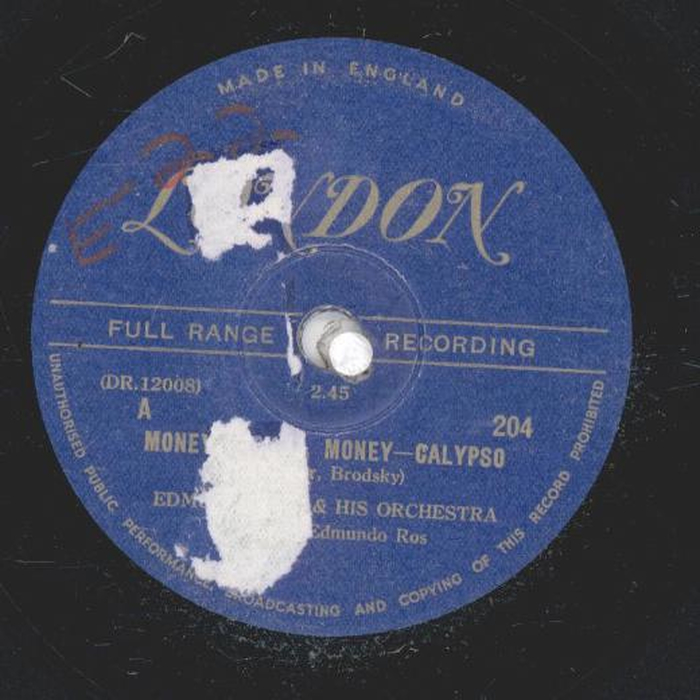 MADE IN ENGLAND
LONDON
FULL RANGE RECORDING
(DR.12008)
2.45
A
204
MONEY MONEY—CALYPSO
Brodsky)
EDM & HIS ORCHESTRA
Edmundo Ros
UNAUTHORISED PUBLIC PERFORMANCE BROADCASTING AND COPYING OF THIS RECORD PROHIBITED